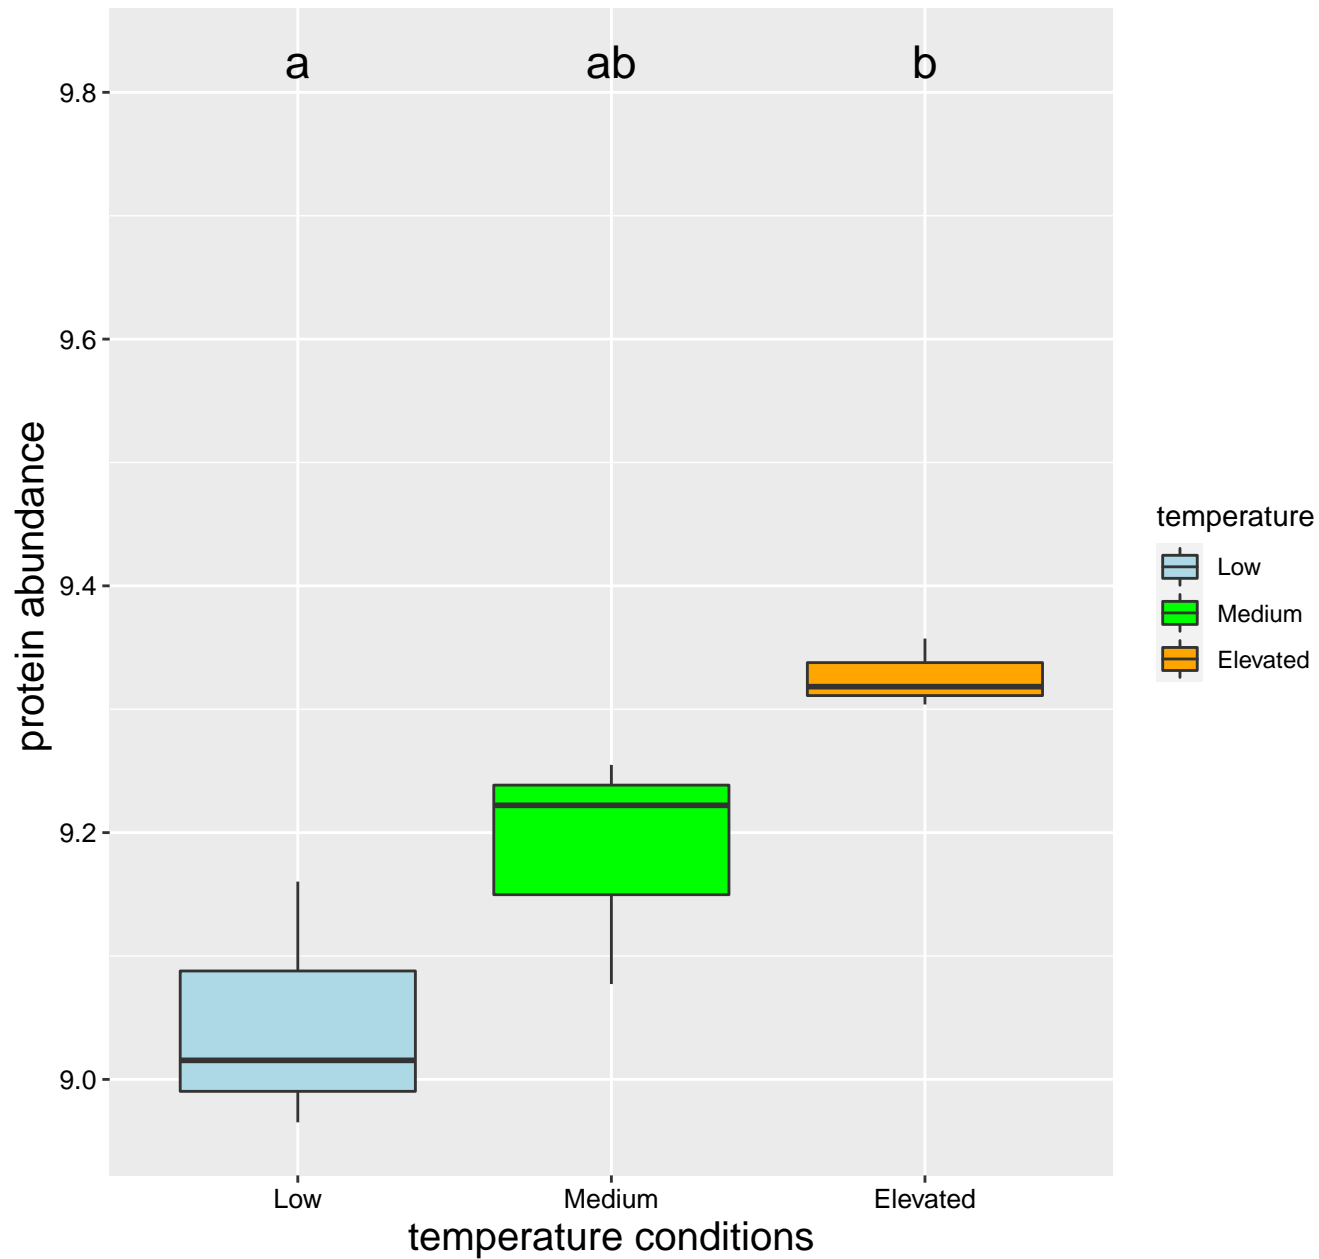 a ab b
9.8
9.6
9.4
9.2
9.0
protein abundance
Low Medium Elevated
temperature conditions
temperature
Low
Medium
Elevated